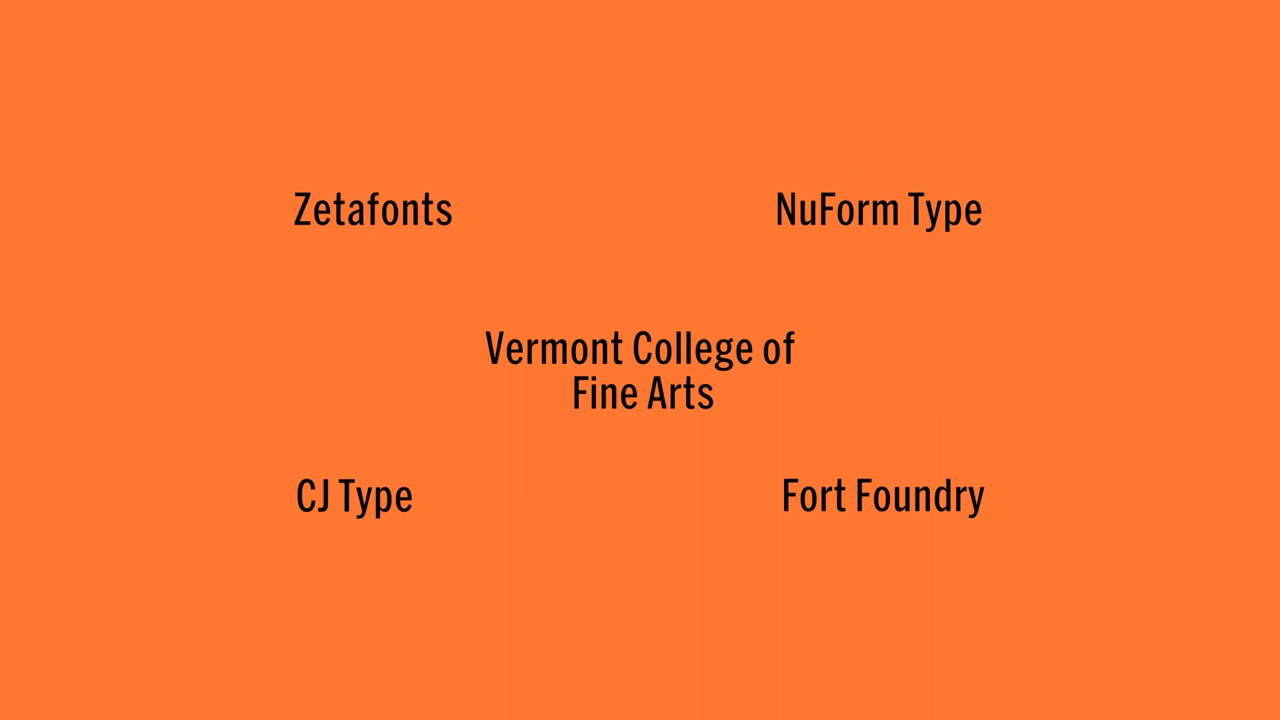 Zetafonts
NuForm Type
Vermont College of
Fine Arts
CJ Type
Fort Foundry